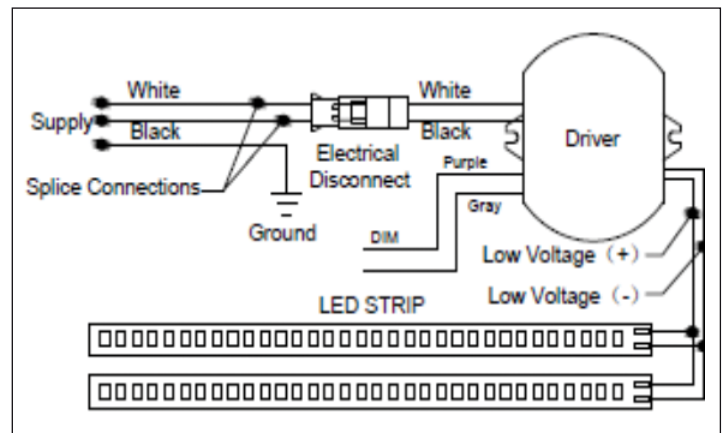 White
White
Supply
Black
Black
Driver
Electrical
Disconnect
Purple
Splice Connections
Gray
Ground
DIM
Low Voltage (+)
Low Voltage (-)
LED STRIP